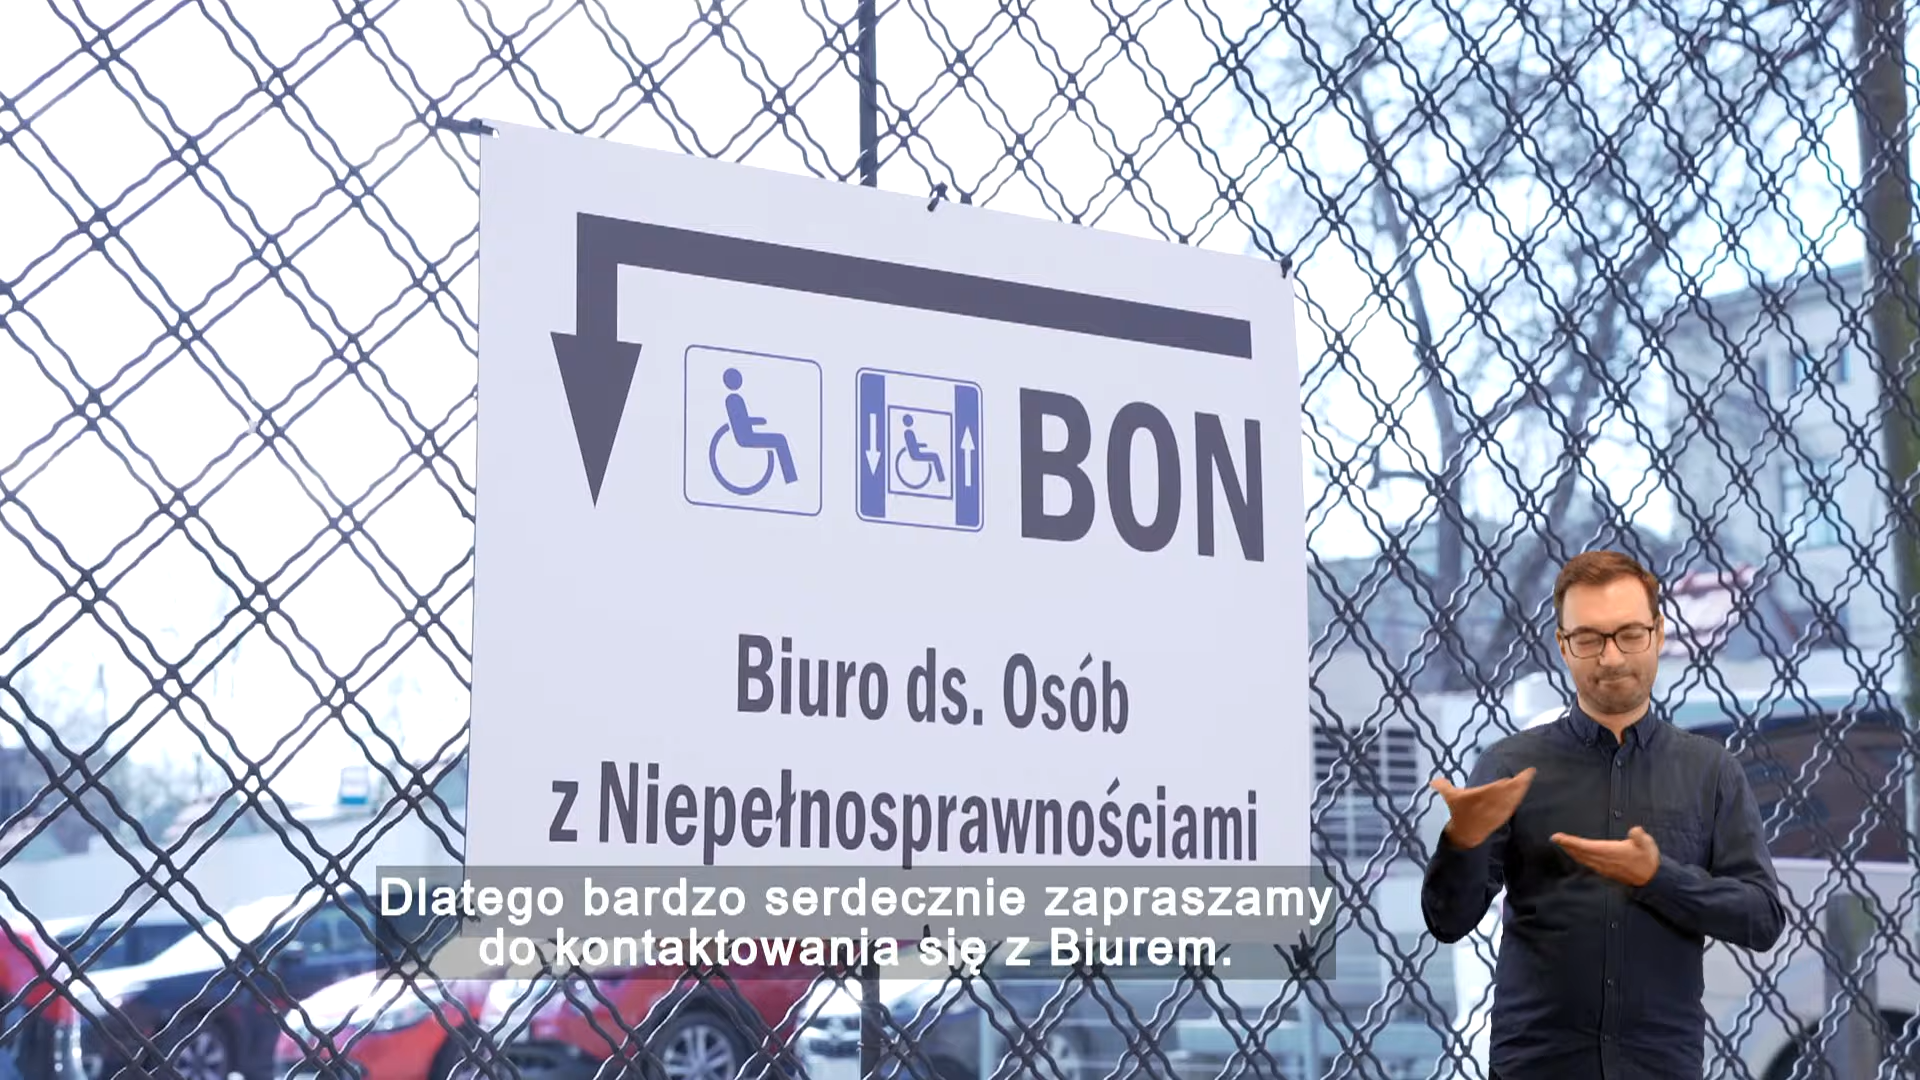 BON
Biuro ds. Osób
z Niepełnosprawnościami
Dlatego bardzo serdecznie zapraszamy
do kontaktowania się z Biurem.